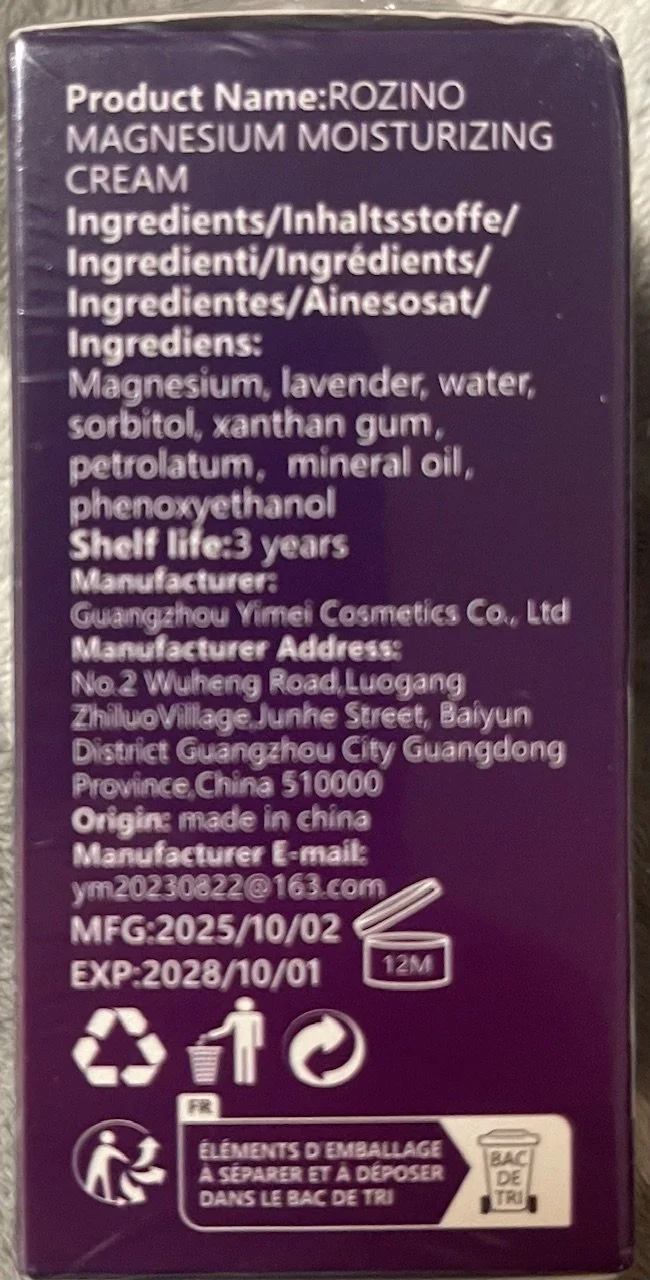 Product Name:ROZINO
MAGNESIUM MOISTURIZING
CREAM
Ingredients/Inhaltsstoffe/
Ingredienti/Ingrédients/
Ingredientes/Ainesosat/
Ingrediens:
Magnesium, lavender, water,
sorbitol, xanthan gum,
petrolatum, mineral oil,
phenoxyethanol
Shelf life:3 years
Manufacturer:
Guangzhou Yimei Cosmetics Co., Ltd
Manufacturer Address:
No.2 Wuheng Road,Luogang
ZhiluoVillage,Junhe Street, Baiyun
District Guangzhou City Guangdong
Province,China 510000
Origin: made in china
Manufacturer E-mail:
ym20230822@163.com
MFG:2025/10/02
EXP:2028/10/01
12M
FR
ÉLÉMENTS D'EMBALLAGE
À SÉPARER ET À DÉPOSER
DANS LE BAC DE TRI
BAC
DE
TRI